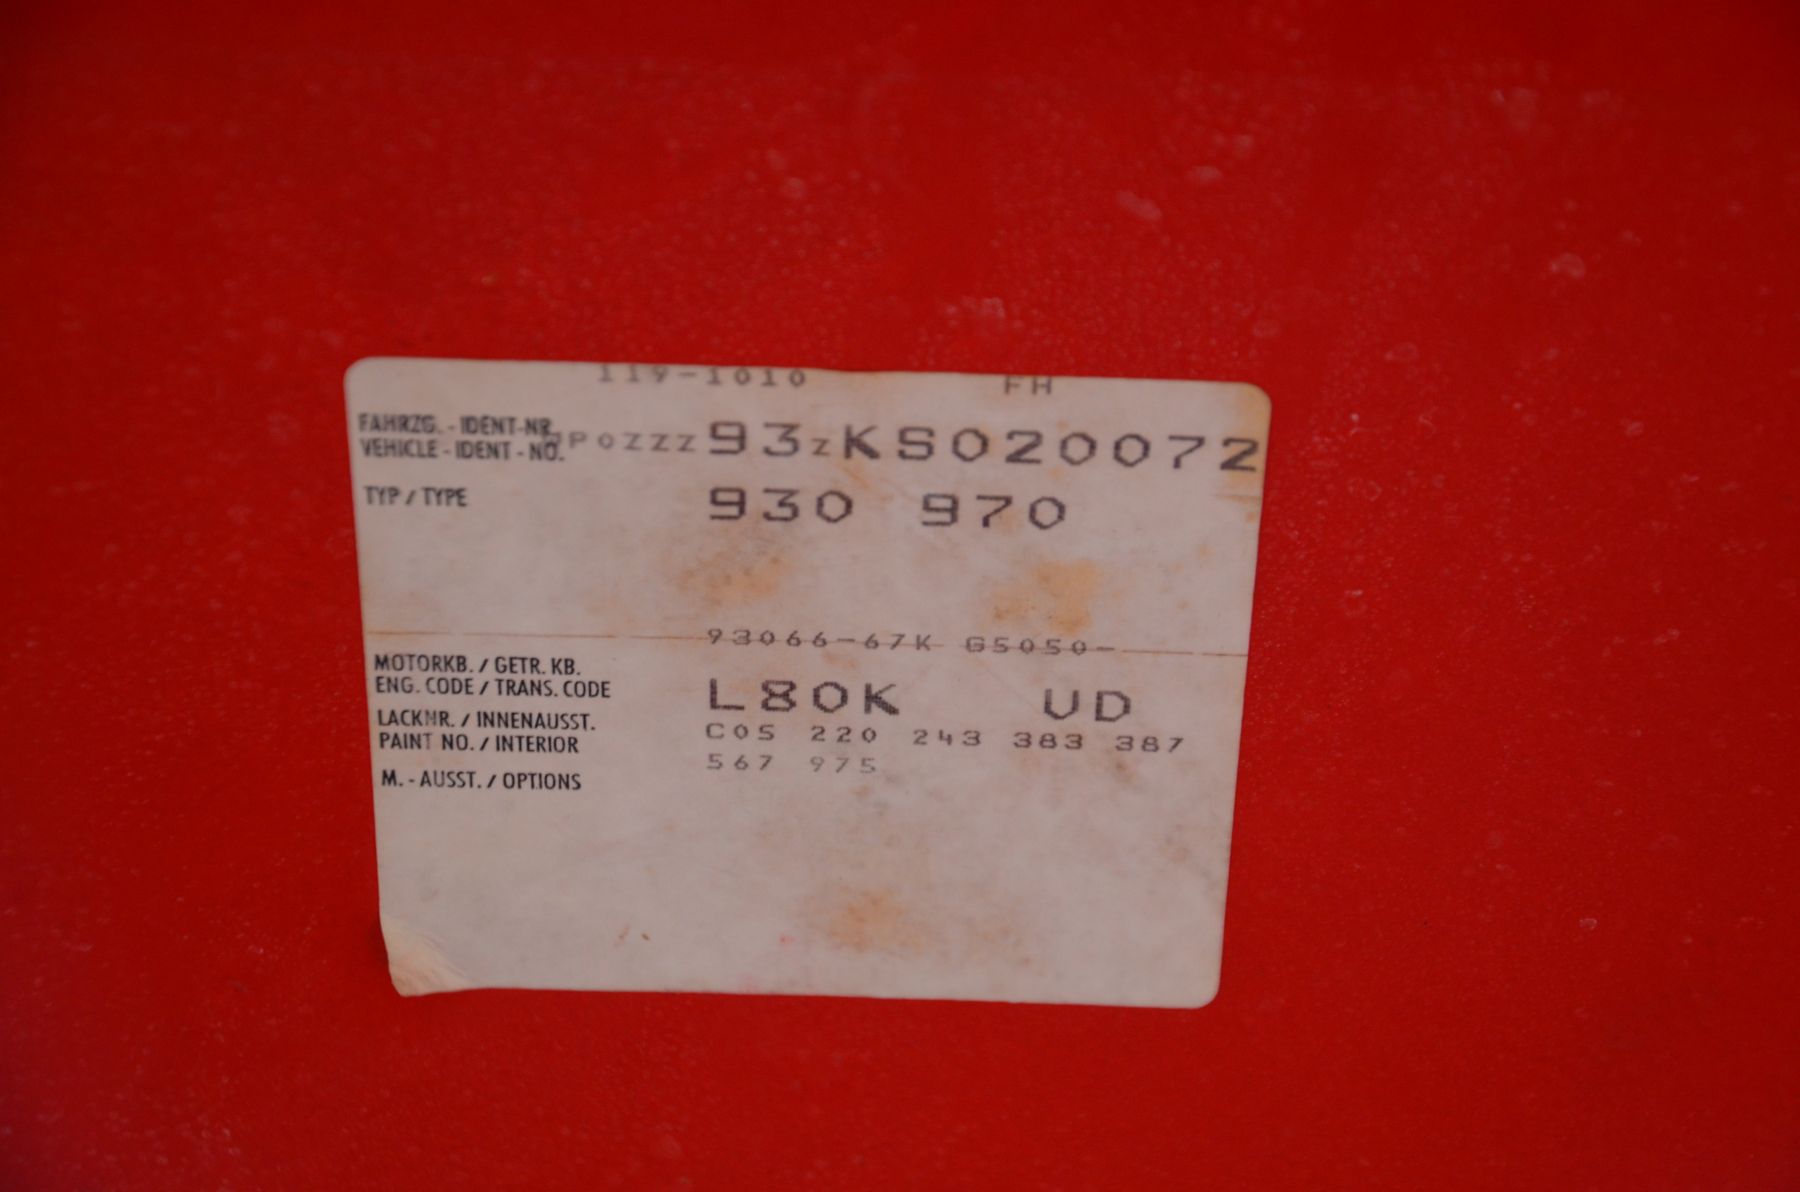 119-1010 FH
FAHRZG. - IDENT-NR.
VEHICLE - IDENT - NO. WP0ZZZ93ZKS020072
TYP / TYPE 930 970
93066-67K G5050-
MOTORKB. / GETR. KB.
ENG. CODE / TRANS. CODE L80K UD
LACKNR. / INNENAUSST.
PAINT NO. / INTERIOR C05 220 243 383 387
M. - AUSST. / OPTIONS 567 975